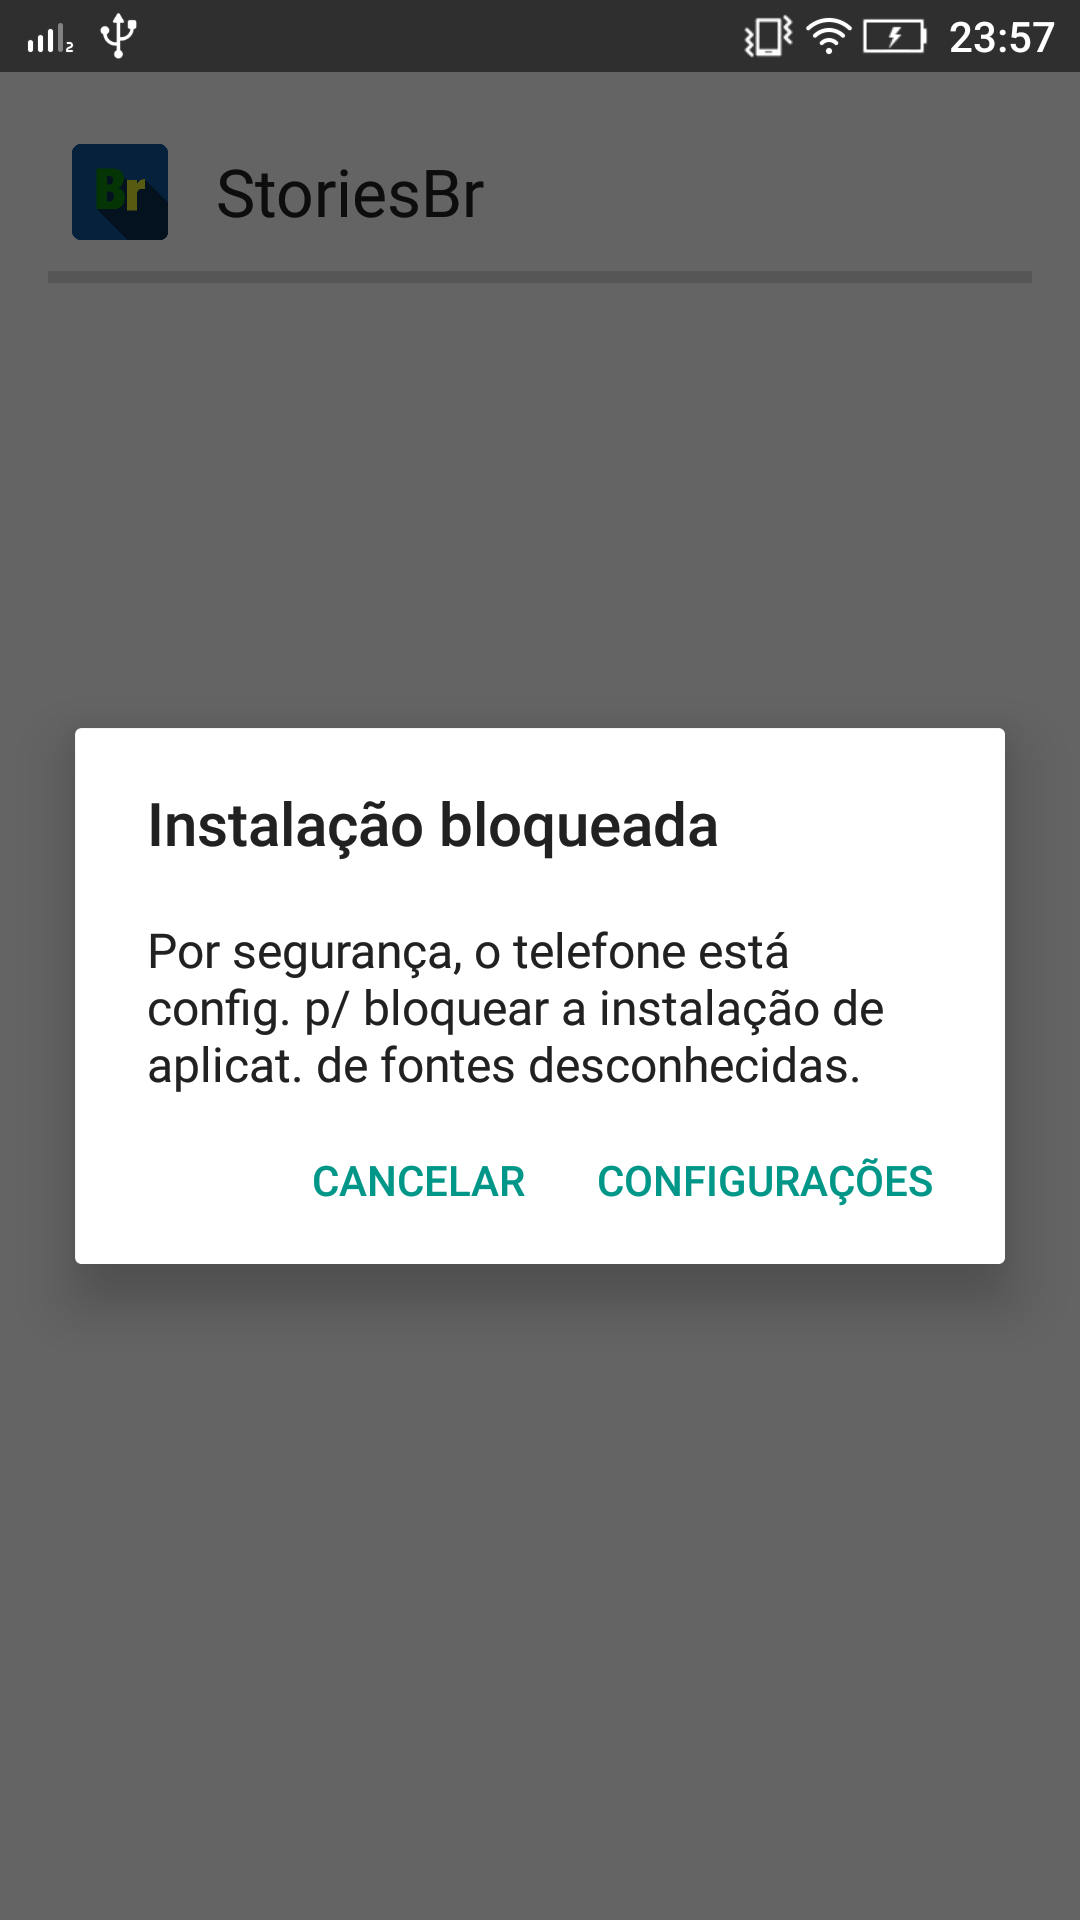 2
23:57
Br
StoriesBr
Instalação bloqueada
Por segurança, o telefone está
config. p/ bloquear a instalação de
aplicat. de fontes desconhecidas.
CANCELAR CONFIGURAÇÕES